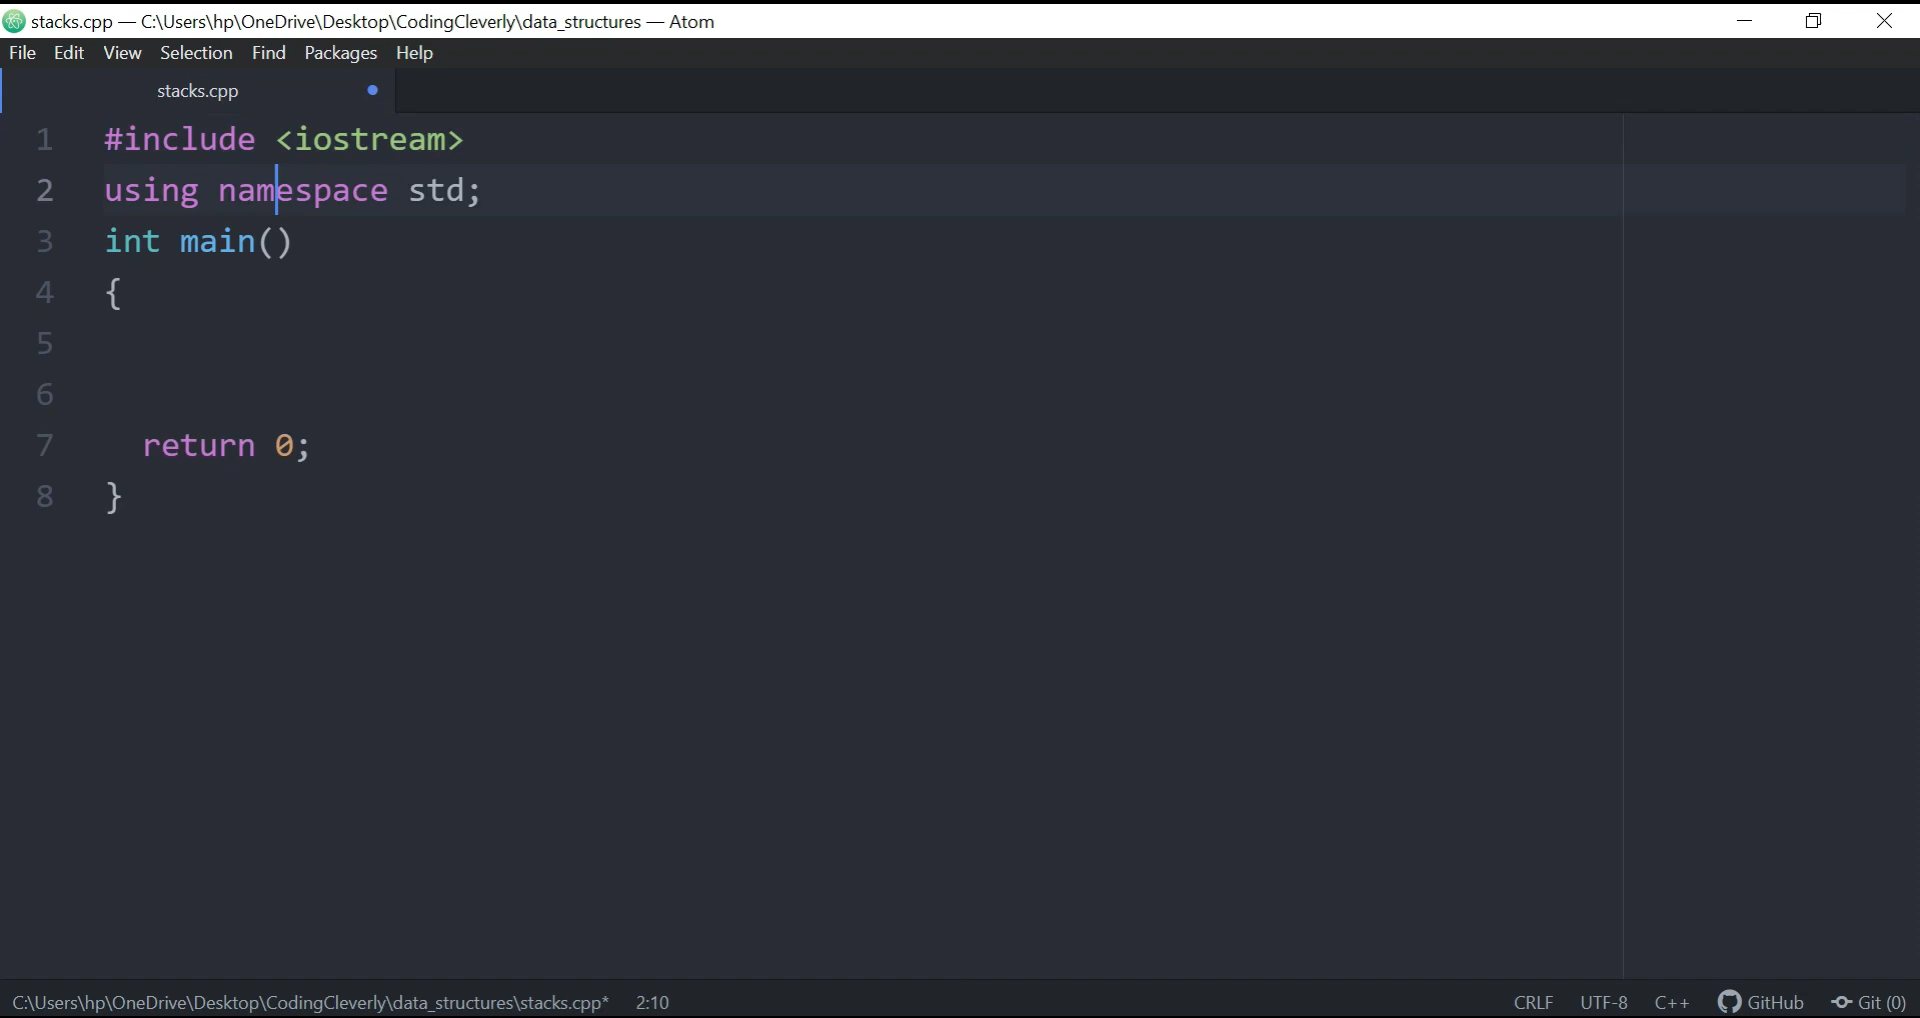 stacks.cpp — C:\Users\hp\OneDrive\Desktop\CodingCleverly\data_structures — Atom
File Edit View Selection Find Packages Help
stacks.cpp
1 #include <iostream>
2 using namespace std;
3 int main()
4 {
5
6
7 return 0;
8 }
C:\Users\hp\OneDrive\Desktop\CodingCleverly\data_structures\stacks.cpp* 2:10 CRLF UTF-8 C++ GitHub Git (0)